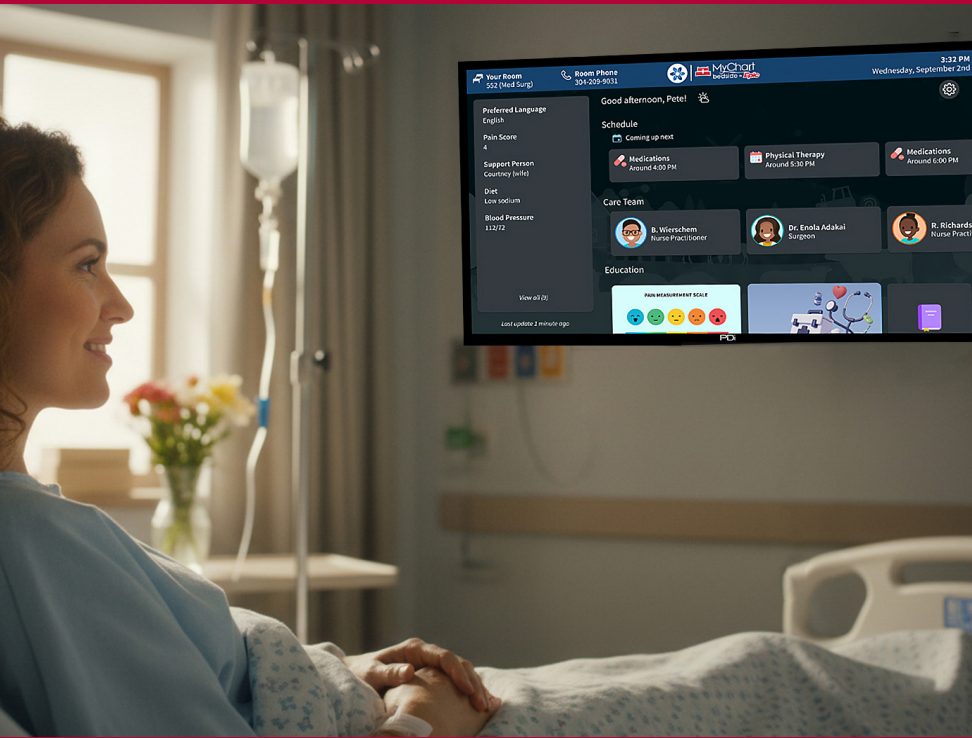 Your Room
552 (Med Surg)
Room Phone
304-209-9031
MyChart
bedside - Epic
3:32 PM
Wednesday, September 2nd
Preferred Language
English
Pain Score
4
Support Person
Courtney (wife)
Diet
Low sodium
Blood Pressure
112/72
View all (9)
Last update 1 minute ago
Good afternoon, Pete!
Schedule
Coming up next
Medications
Around 4:00 PM
Physical Therapy
Around 5:30 PM
Medications
Around 6:00 PM
Care Team
B. Wierschem
Nurse Practitioner
Dr. Enola Adakai
Surgeon
R. Richards
Nurse Practi
Education
PAIN MEASUREMENT SCALE
PDi